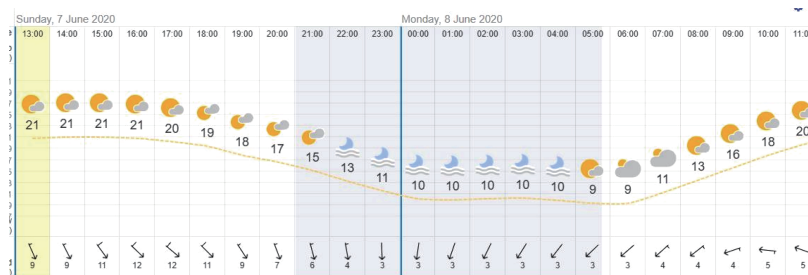 Sunday, 7 June 2020
Monday, 8 June 2020
13:00 14:00 15:00 16:00 17:00 18:00 19:00 20:00 21:00 22:00 23:00 00:00 01:00 02:00 03:00 04:00 05:00 06:00 07:00 08:00 09:00 10:00 11:0
21 21 21 21 20 19 18 17 15 13 11 10 10 10 10 10 9 9 11 13 16 18 20
9 9 11 12 12 11 9 7 6 4 3 3 3 3 3 3 3 3 4 4 4 5 5